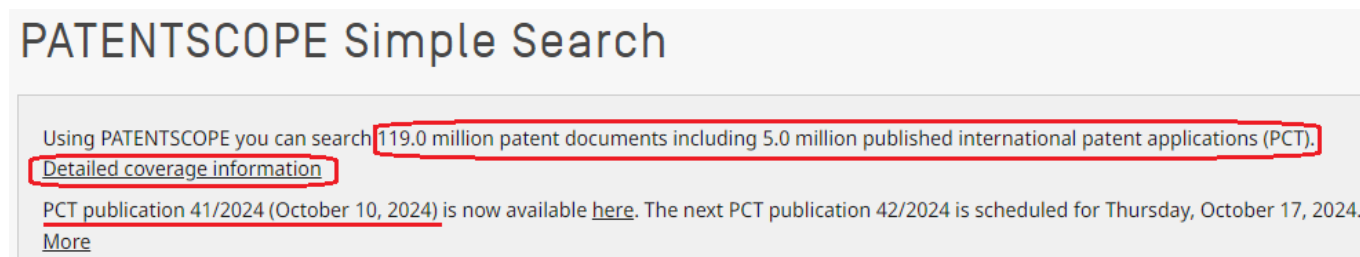 PATENTSCOPE Simple Search
Using PATENTSCOPE you can search 119.0 million patent documents including 5.0 million published international patent applications (PCT).
Detailed coverage information
PCT publication 41/2024 (October 10, 2024) is now available here. The next PCT publication 42/2024 is scheduled for Thursday, October 17, 2024.
More